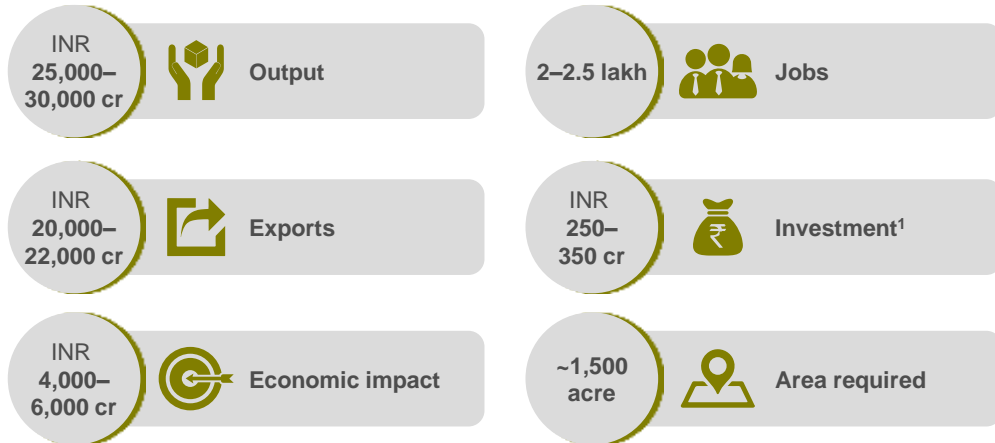 INR
25,000–
30,000 cr
Output
2–2.5 lakh
Jobs
INR
20,000–
22,000 cr
Exports
INR
250–
350 cr
Investment¹
INR
4,000–
6,000 cr
Economic impact
~1,500
acre
Area required